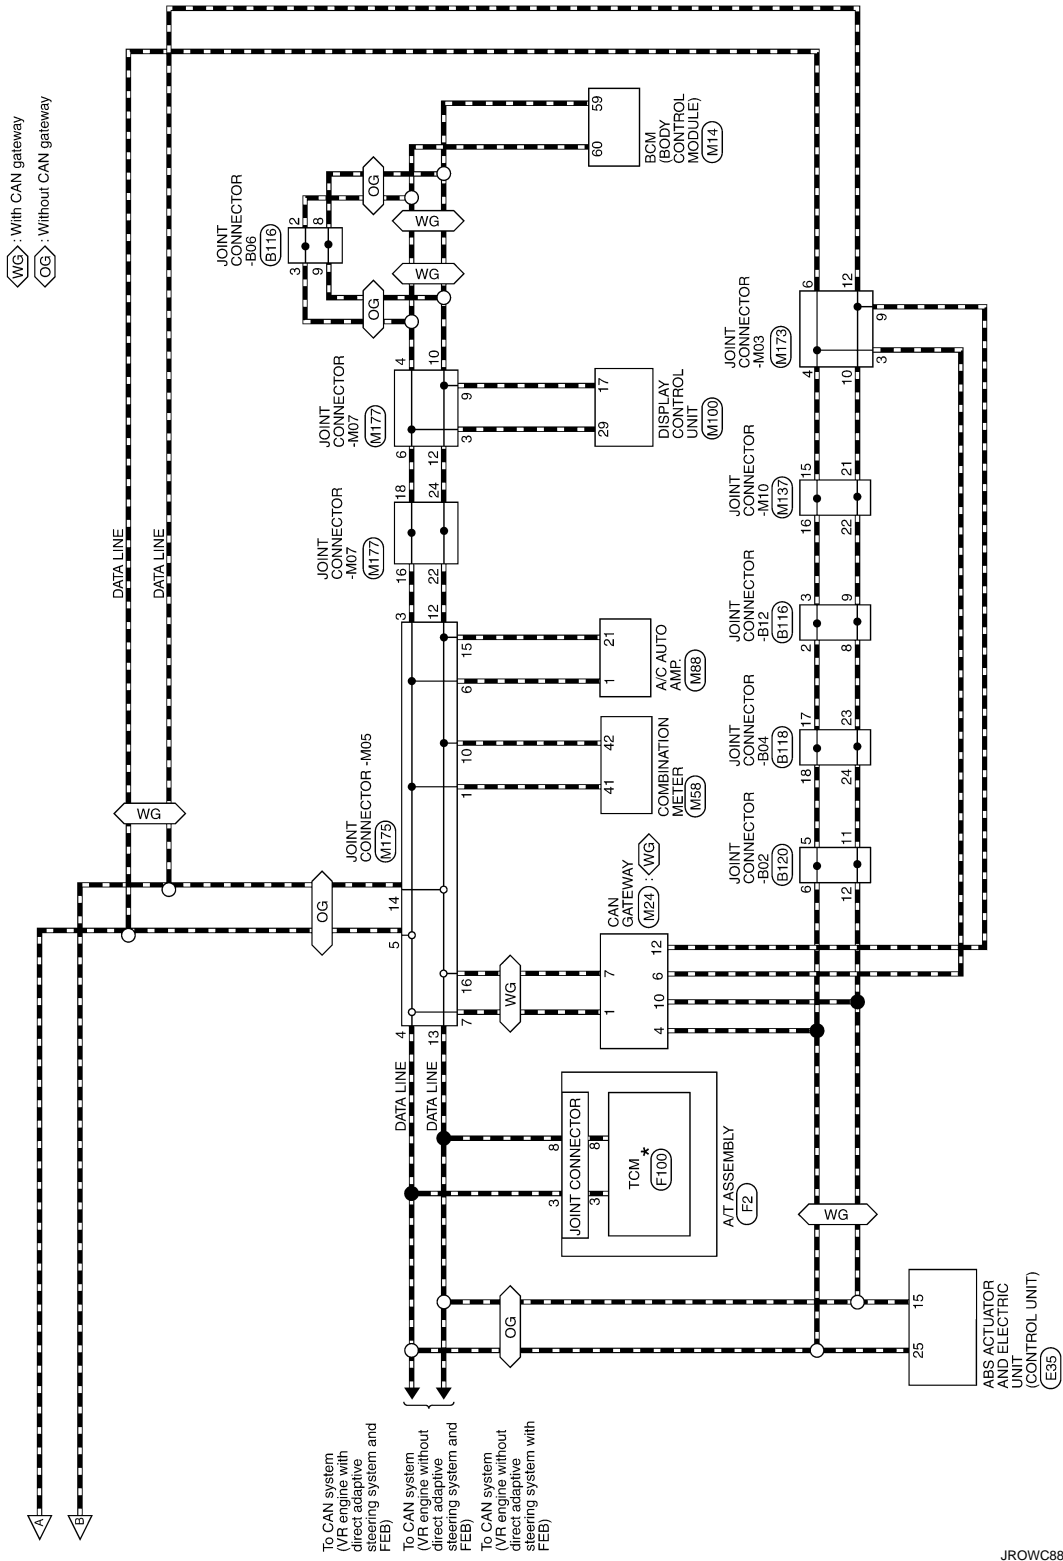 WG : With CAN gateway
OG : Without CAN gateway
DATA LINE
DATA LINE
JOINT
CONNECTOR
-B06
B116
2
8
3
9
OG
OG
WG
WG
59
60
BCM
(BODY
CONTROL
MODULE)
M14
4
10
JOINT
CONNECTOR
-M07
M177
9
3
6
12
17
29
DISPLAY
CONTROL
UNIT
M100
18
24
JOINT
CONNECTOR
-M07
M177
16
22
3
12
15
6
21
1
A/C AUTO
AMP.
M88
JOINT
CONNECTOR -M05
M175
10
1
42
41
COMBINATION
METER
M58
WG
OG
14
5
16
7
WG
7
1
CAN
GATEWAY
M24 : WG
12
6
10
4
4
13
DATA LINE
DATA LINE
8
3
JOINT CONNECTOR
8
3
TCM *
F100
A/T ASSEMBLY
F2
OG
6
12
JOINT
CONNECTOR
-M03
M173
9
3
4
10
JOINT
CONNECTOR
-M10
M137
15
21
16
22
JOINT
CONNECTOR
-B12
B116
3
9
2
8
JOINT
CONNECTOR
-B04
B118
17
23
18
24
JOINT
CONNECTOR
-B02
B120
5
11
6
12
WG
15
25
ABS ACTUATOR
AND ELECTRIC
UNIT
(CONTROL UNIT)
E35
A
B
To CAN system
(VR engine with
direct adaptive
steering system and
FEB)
To CAN system
(VR engine without
direct adaptive
steering system and
FEB)
To CAN system
(VR engine without
direct adaptive
steering system with
FEB)
JROWC88